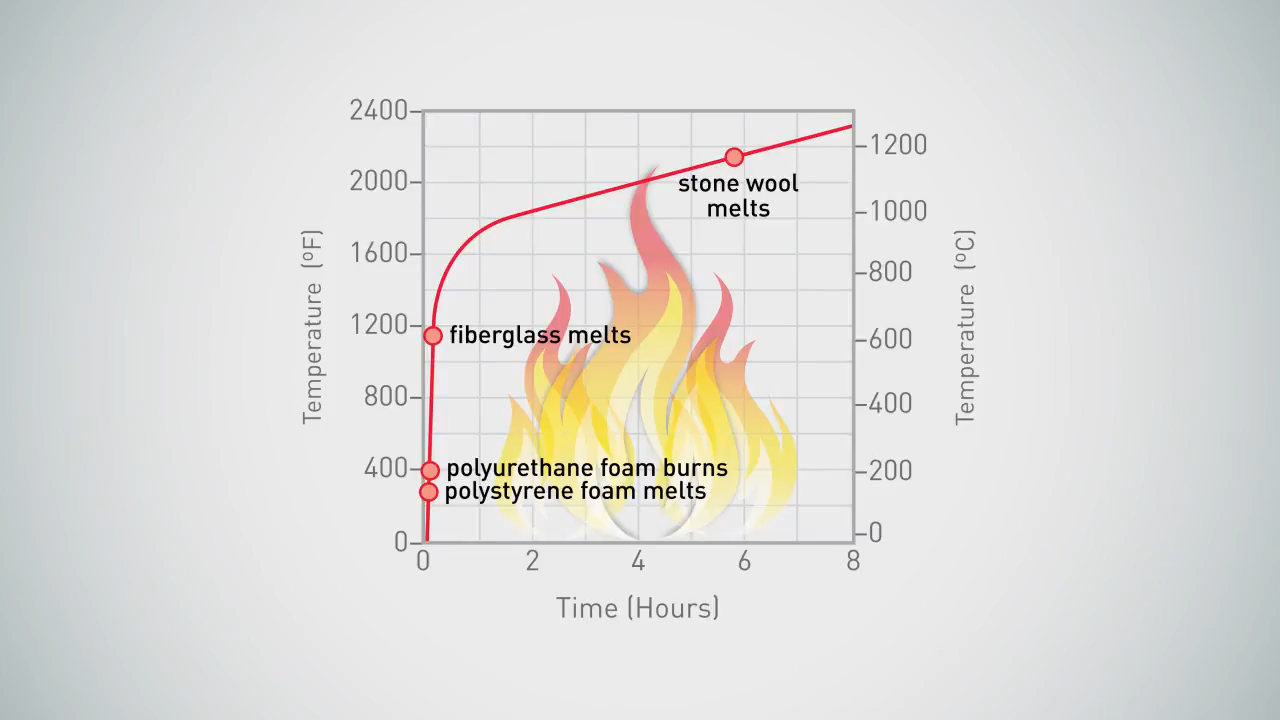 2400
2000
1600
1200
800
400
0
Temperature (ºF)
1200
1000
800
600
400
200
0
Temperature (ºC)
stone wool
melts
fiberglass melts
polyurethane foam burns
polystyrene foam melts
0 2 4 6 8
Time (Hours)